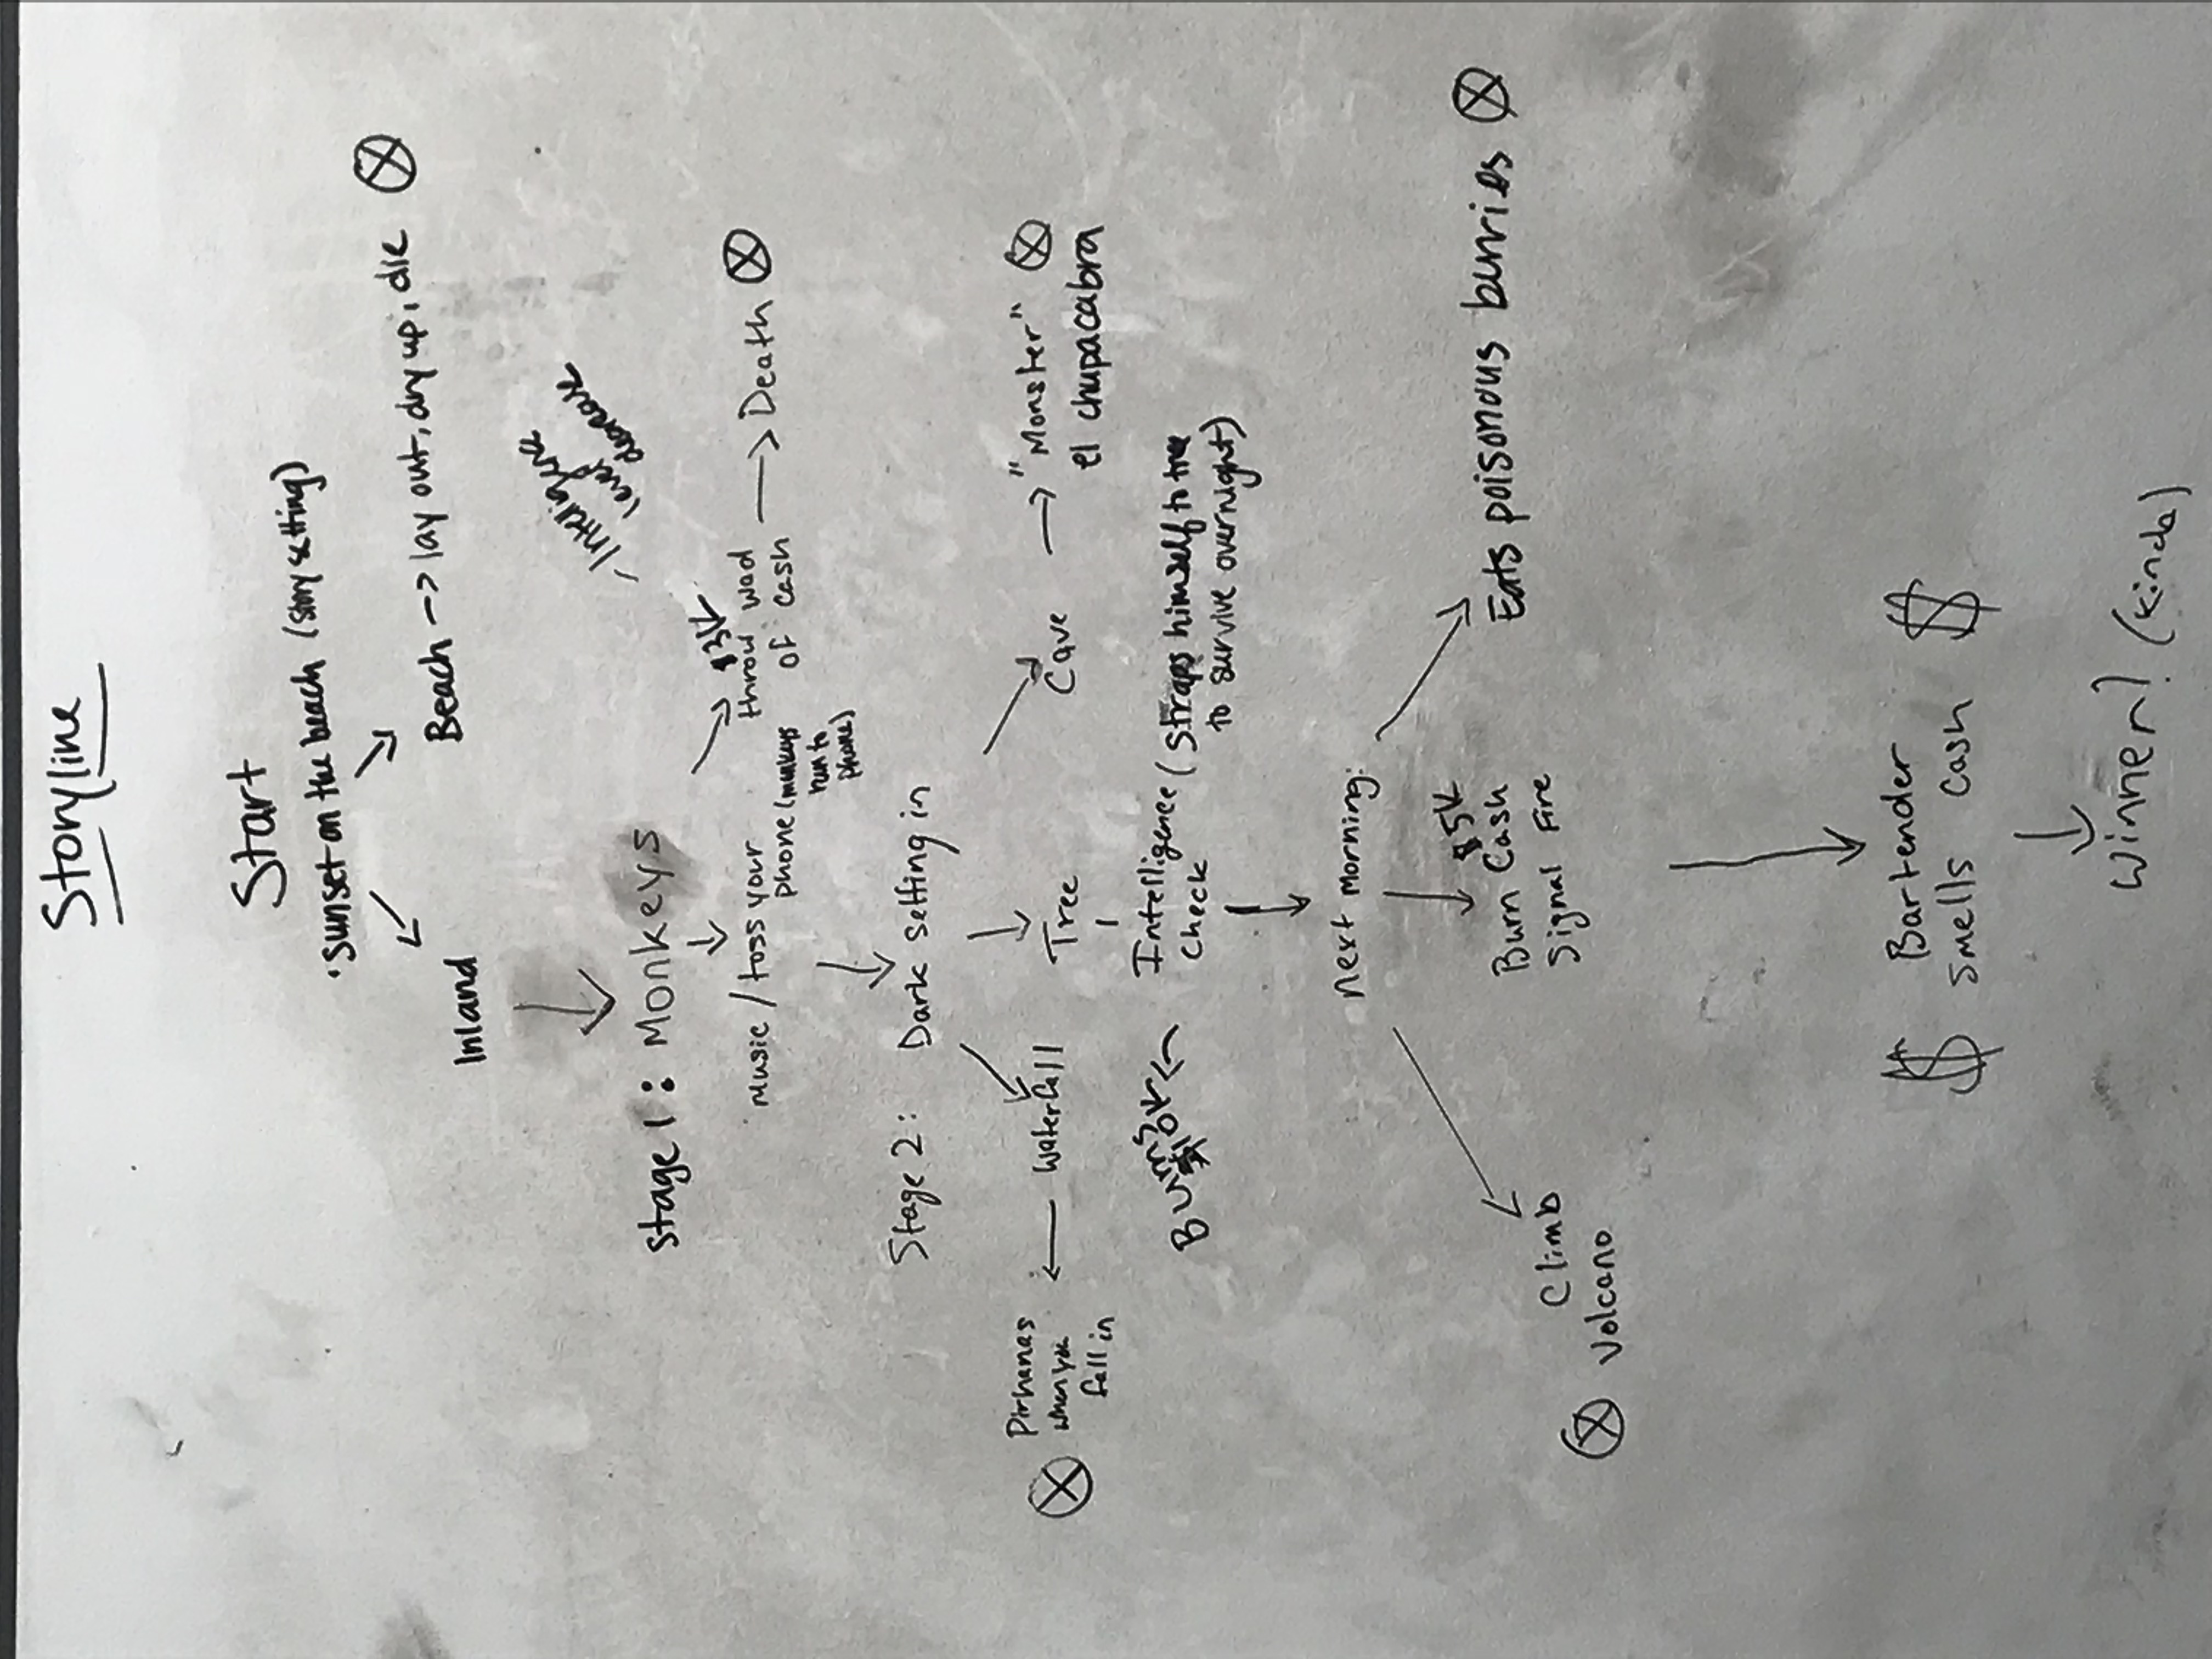 Storyline
Start
·Sunset on the beach (story setting)
Inland
Beach -> lay out, dry up, die
- Intelligence
level
decrease
Stage 1: Monkeys
Music / toss your
phone (monkeys
run to
phone)
$3K
throw wad
of cash
Death
Stage 2: Dark setting in
Pirhanas
when you
fall in
Waterfall
Tree
Cave
"Monster"
el chupacabra
Burns
$10K
Intelligence
Check
(straps himself to tree
to survive overnight)
next morning:
Climb
Volcano
$5K
Burn Cash
Signal Fire
Eats poisonous burries
$ Bartender $
smells cash
Winner? (kinda)